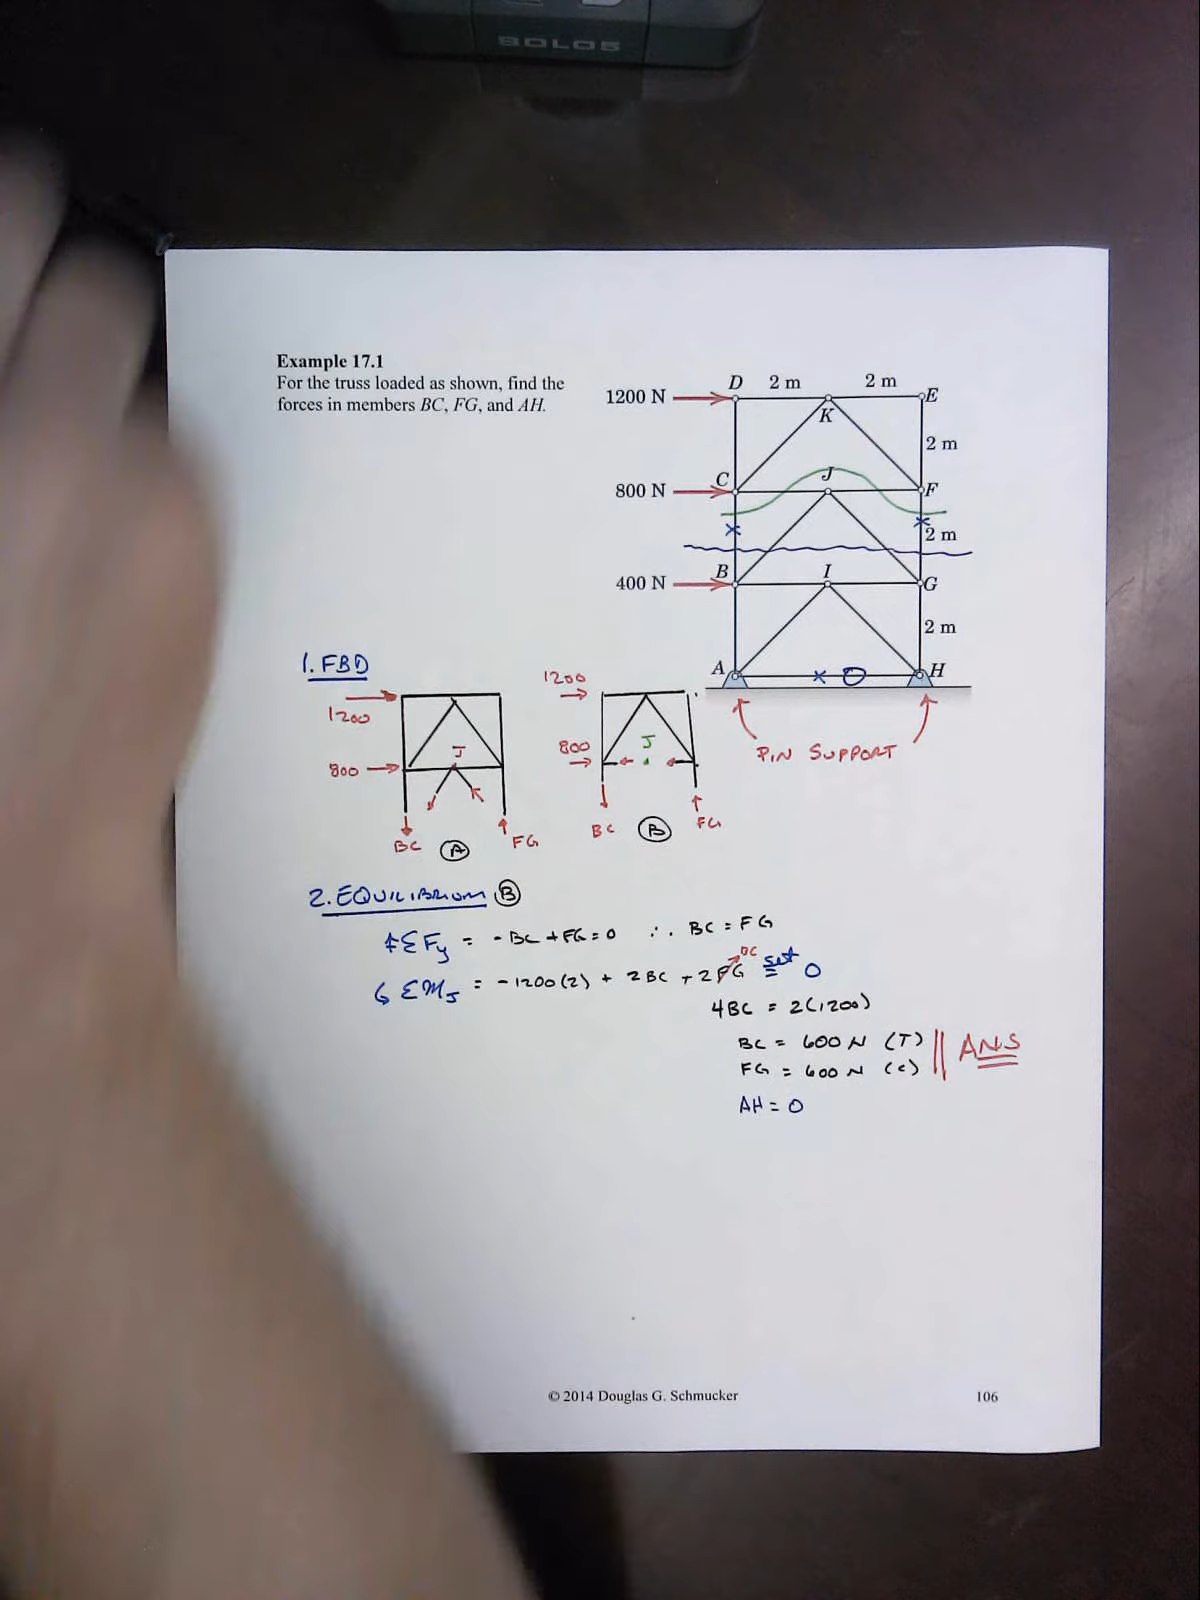 SOLO5
Example 17.1
For the truss loaded as shown, find the
forces in members BC, FG, and AH.
D 2 m 2 m E
1200 N
K
2 m
C J F
800 N
2 m
B I G
400 N
2 m
A H
PIN SUPPORT
1. FBD
1200
800
J
BC A FG
1200
800
J
BC B FG
2. EQUILIBRIUM B
+ΣFy = -BC + FG = 0 ∴ BC = FG
ΣMJ = -1200(2) + 2BC + 2FG BC set = 0
4BC = 2(1200)
BC = 600 N (T)
FG = 600 N (C)
ANS
AH = 0
© 2014 Douglas G. Schmucker 106